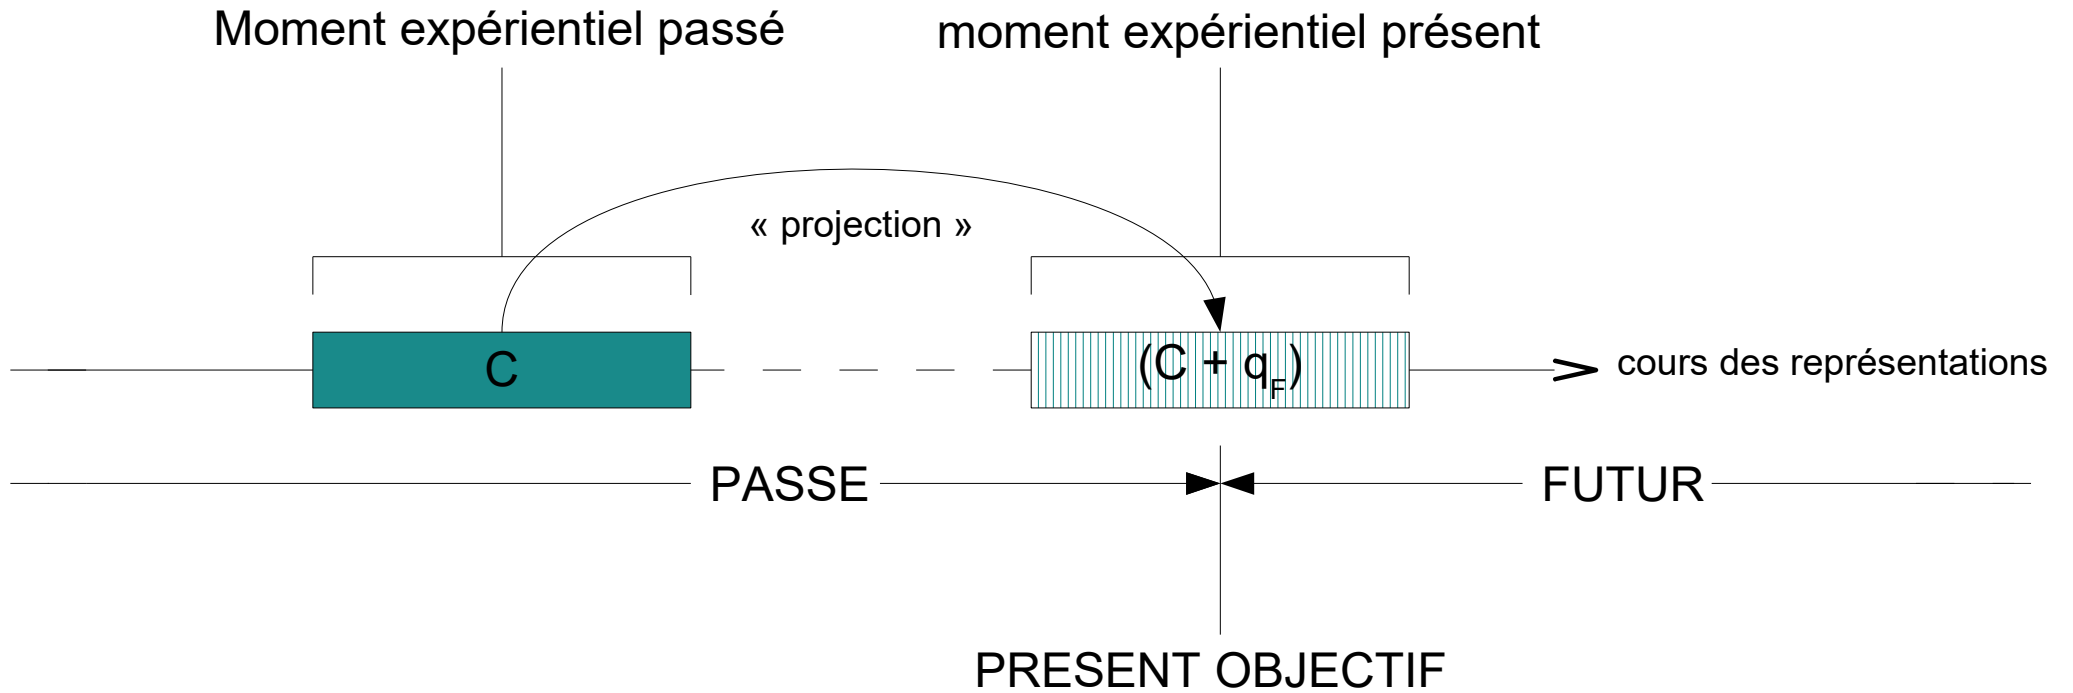 Moment expérientiel passé
moment expérientiel présent
« projection »
C
(C + qF)
cours des représentations
PASSE
FUTUR
PRESENT OBJECTIF